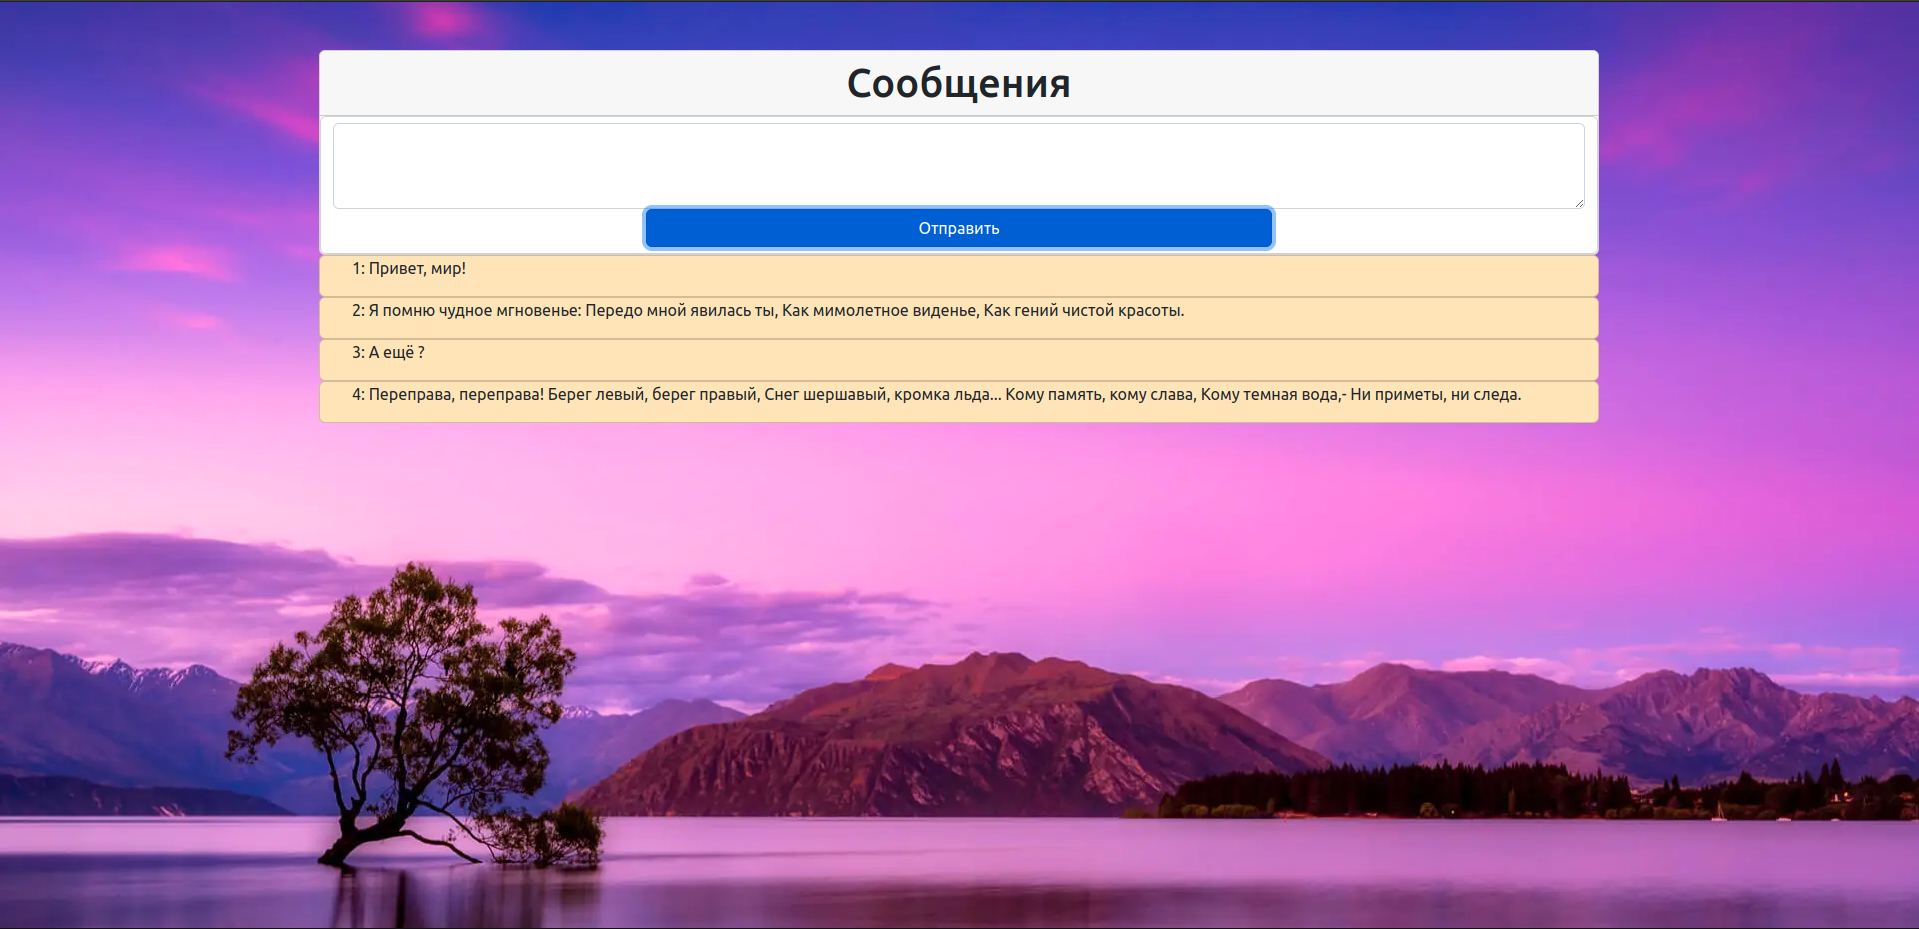 Сообщения
Отправить
1: Привет, мир!
2: Я помню чудное мгновенье: Передо мной явилась ты, Как мимолетное виденье, Как гений чистой красоты.
3: А ещё ?
4: Переправа, переправа! Берег левый, берег правый, Снег шершавый, кромка льда... Кому память, кому слава, Кому темная вода,- Ни приметы, ни следа.